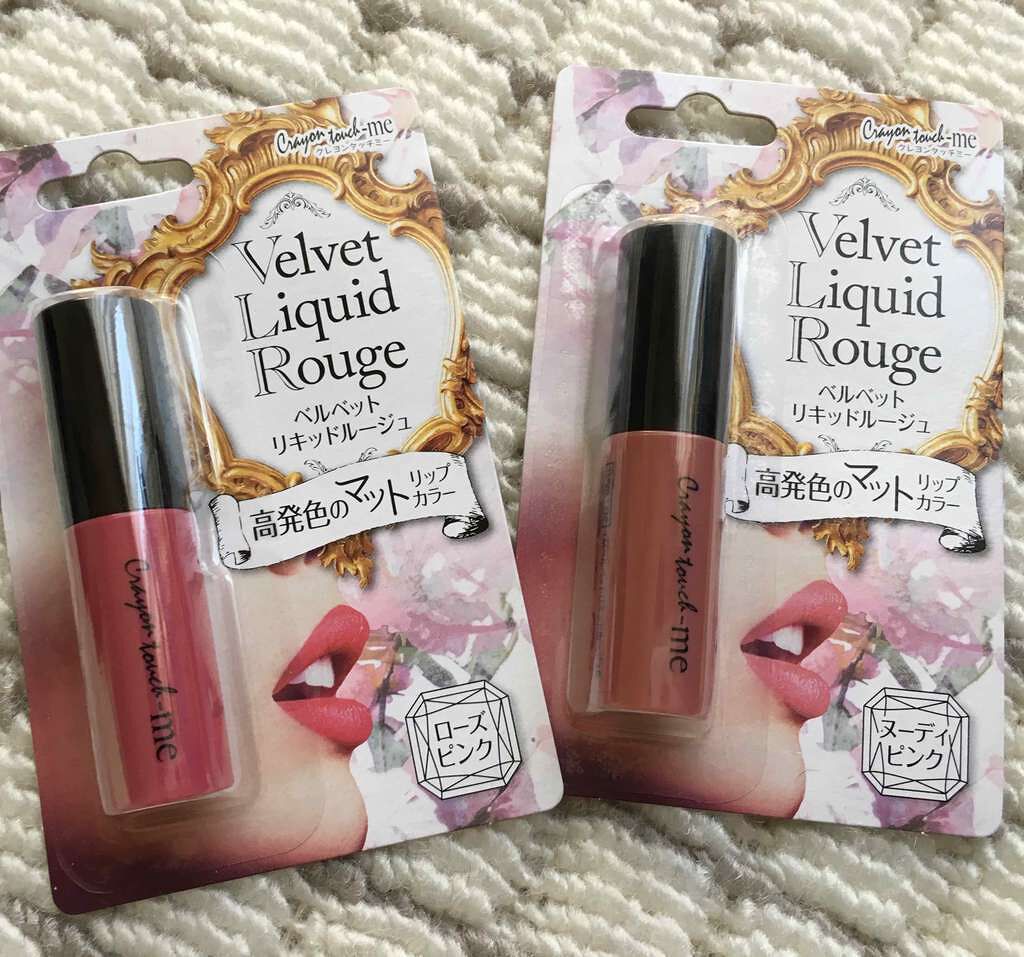 Crayon touch-me
クレヨンタッチミー
Velvet
Liquid
Rouge
ベルベット
リキッドルージュ
高発色のマットリップ
カラー
Crayon touch-me
ローズ
ピンク
Crayon touch-me
クレヨンタッチミー
Velvet
Liquid
Rouge
ベルベット
リキッドルージュ
高発色のマットリップ
カラー
Crayon touch-me
ヌーディ
ピンク